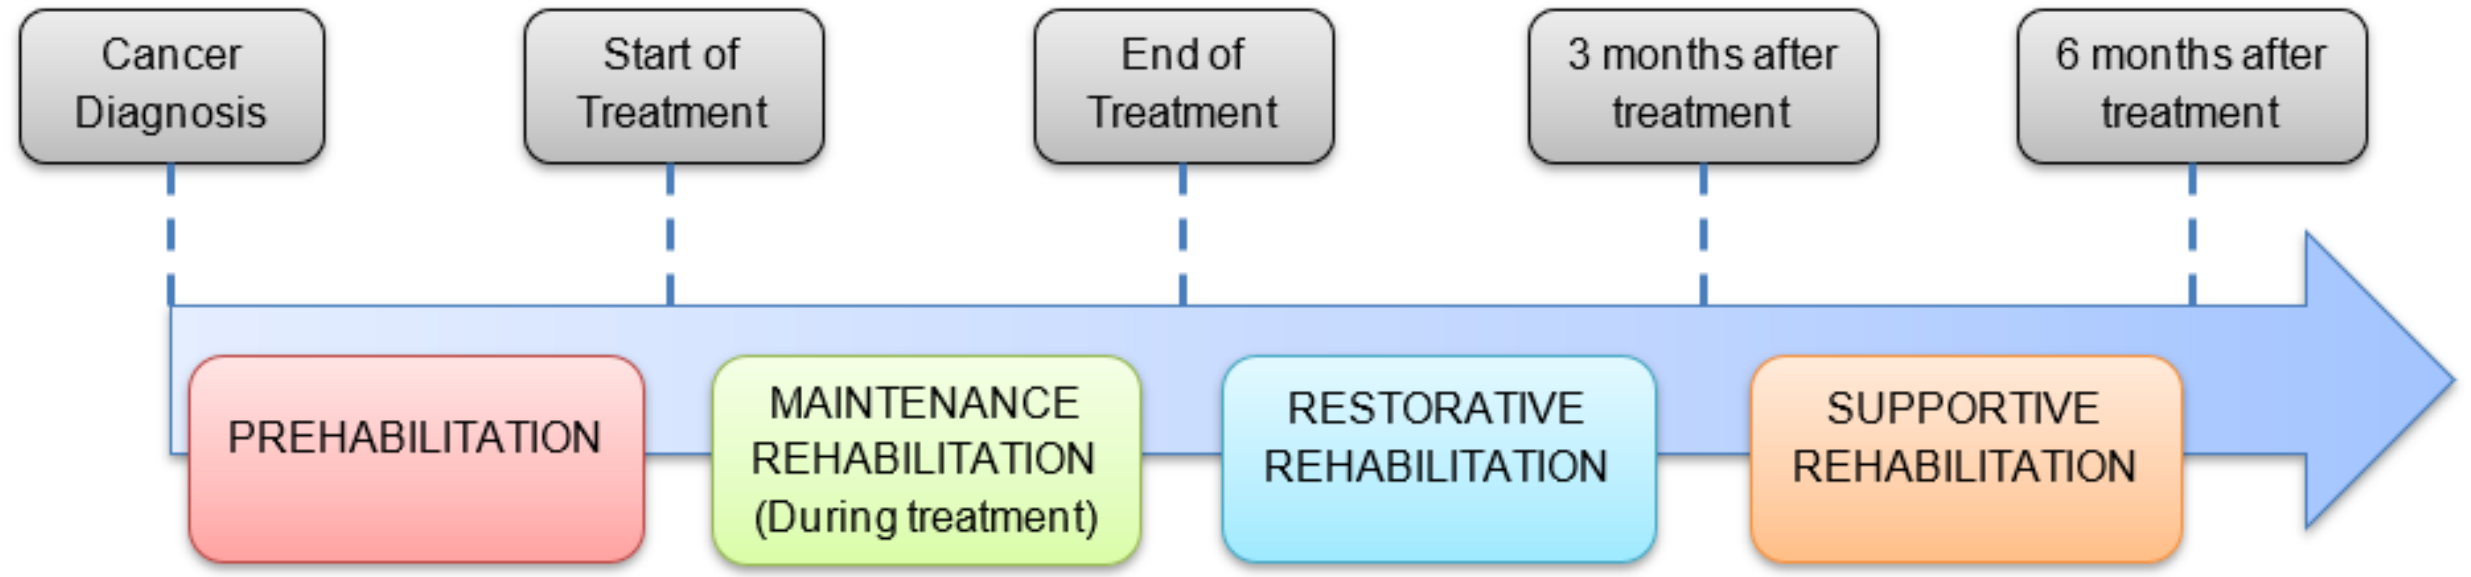 Cancer
Diagnosis
Start of
Treatment
End of
Treatment
3 months after
treatment
6 months after
treatment
PREHABILITATION
MAINTENANCE
REHABILITATION
(During treatment)
RESTORATIVE
REHABILITATION
SUPPORTIVE
REHABILITATION